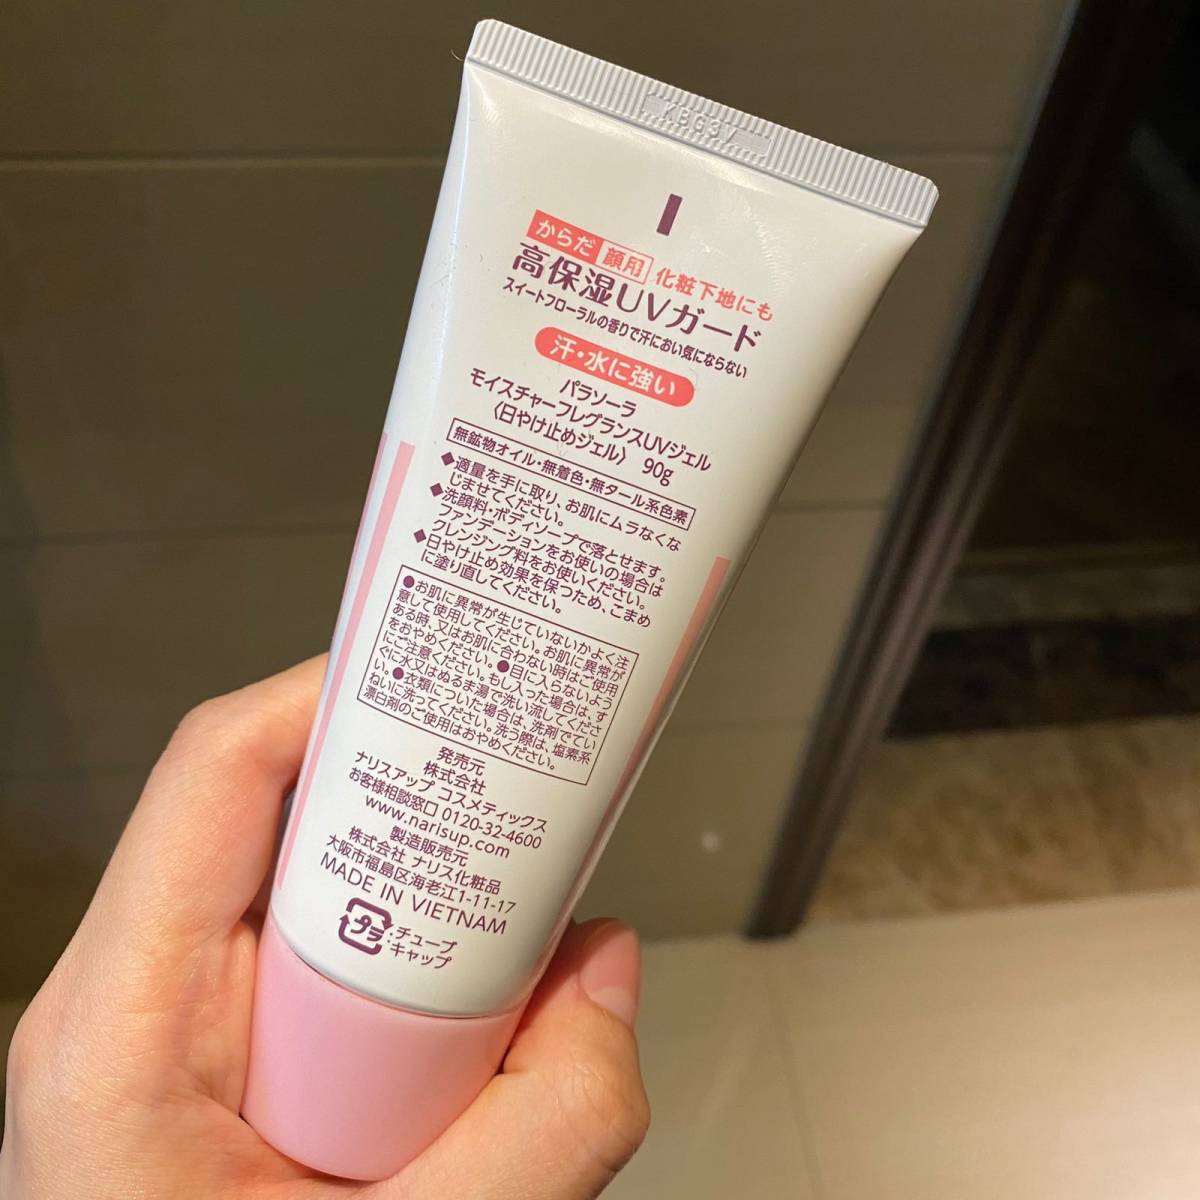 KBG3V
からだ 顔用 化粧下地にも
高保湿UVガード
スイートフローラルの香りで汗におい気にならない
汗・水に強い
パラソーラ
モイスチャーフレグランスUVジェル
〈日やけ止めジェル〉 90g
無鉱物オイル・無着色・無タール系色素
◆適量を手に取り、お肌にムラなくな
じませてください。
◆洗顔料・ボディソープで落とせます。
ファンデーションをお使いの場合は
クレンジング料をお使いください。
◆日やけ止め効果を保つため、こまめ
に塗り直してください。
●お肌に異常が生じていないかよく注
意して使用してください。お肌に異常が
ある時、又はお肌に合わない時はご使用
をおやめください。●目に入らないよう
にご注意ください。もし入った場合は、す
ぐに水又はぬるま湯で洗い流してくださ
い。●衣類についた場合は、洗剤でてい
ねいに洗ってください。洗う際は、塩素系
漂白剤のご使用はおやめください。
発売元
株式会社
ナリスアップ コスメティックス
お客様相談窓口 0120-32-4600
www.narisup.com
製造販売元
株式会社 ナリス化粧品
大阪市福島区海老江1-11-17
MADE IN VIETNAM
プラ :チューブ
:キャップ